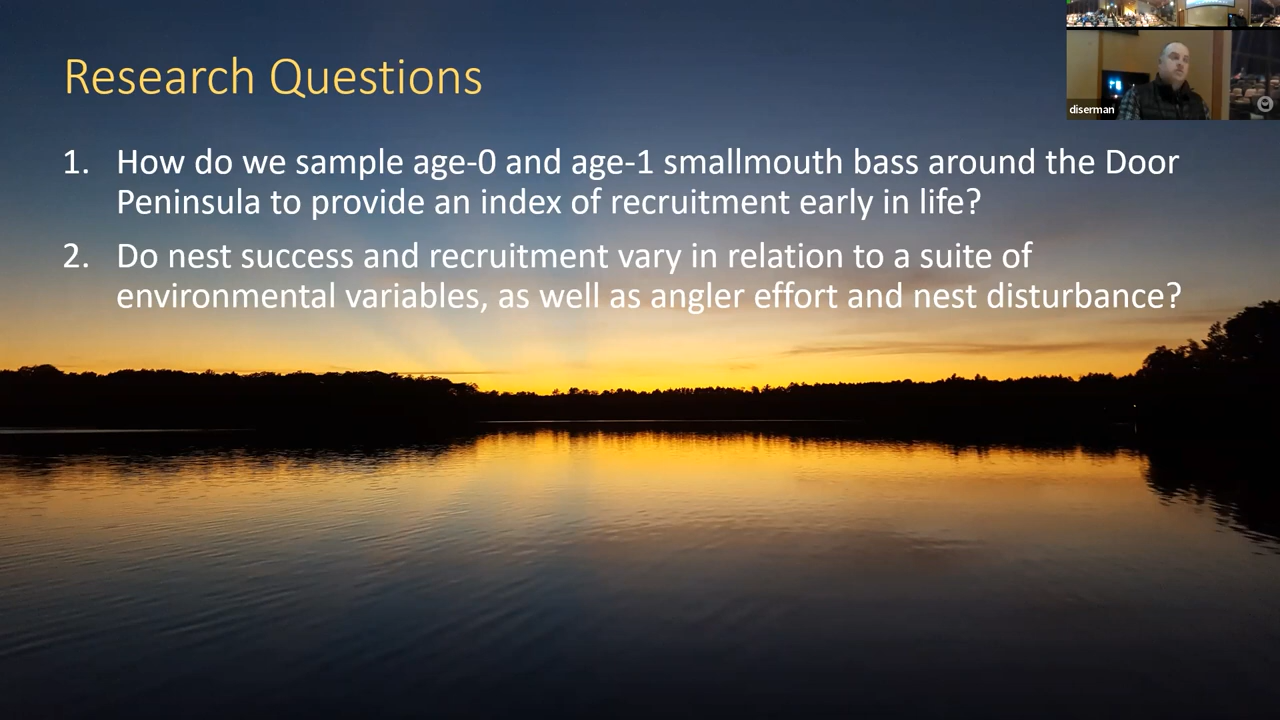 Research Questions
diserman
1. How do we sample age-0 and age-1 smallmouth bass around the Door
Peninsula to provide an index of recruitment early in life?
2. Do nest success and recruitment vary in relation to a suite of
environmental variables, as well as angler effort and nest disturbance?